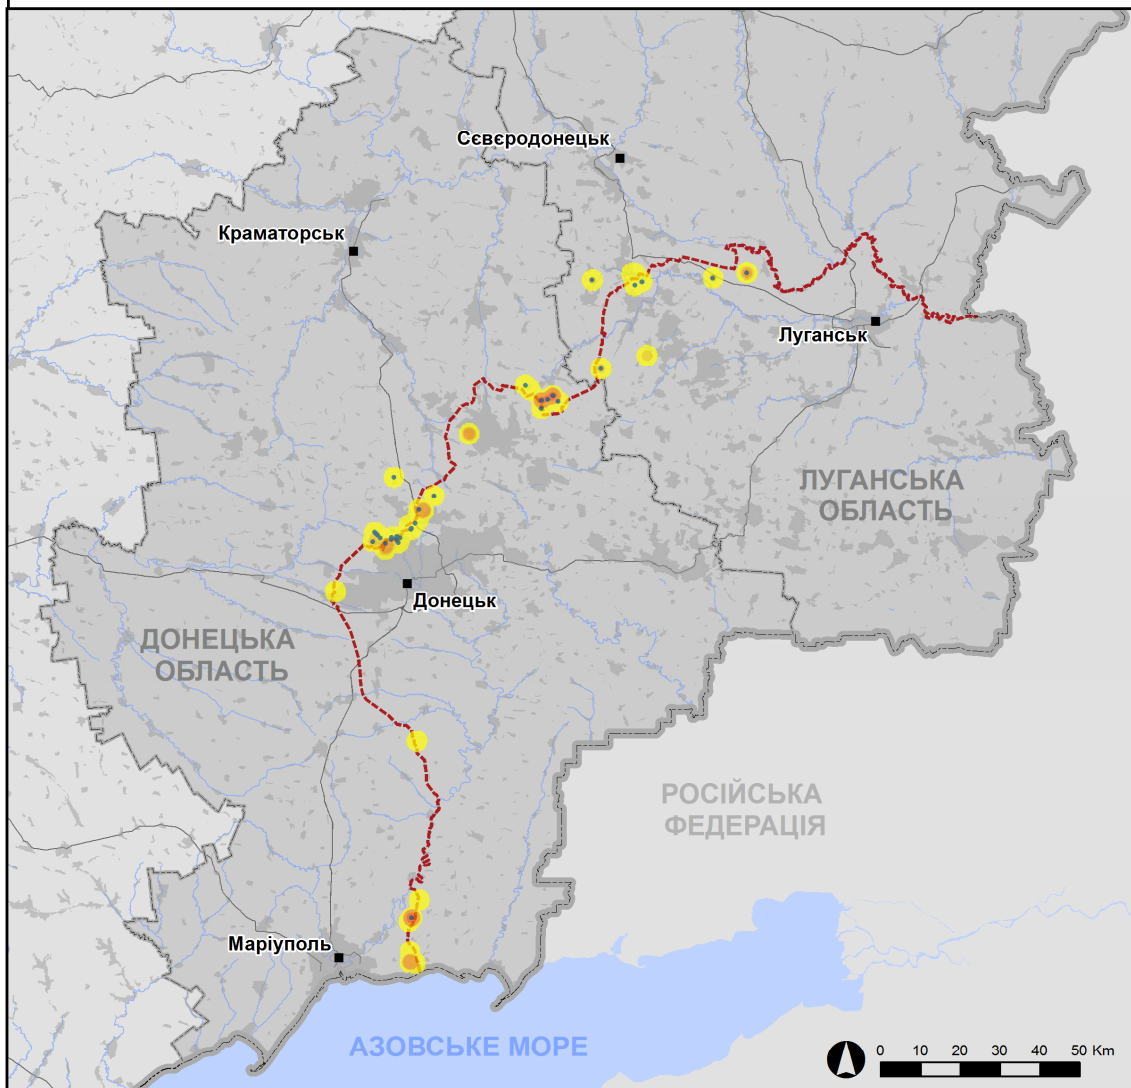 Сєвєродонецьк
Краматорськ
Луганськ
ЛУГАНСЬКА
ОБЛАСТЬ
Донецьк
ДОНЕЦЬКА
ОБЛАСТЬ
РОСІЙСЬКА
ФЕДЕРАЦІЯ
Маріуполь
АЗОВСЬКЕ МОРЕ
0 10 20 30 40 50 Km